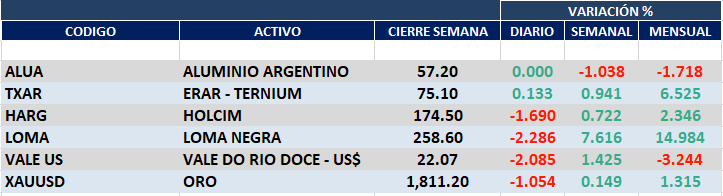 VARIACIÓN %
CODIGO ACTIVO CIERRE SEMANA DIARIO SEMANAL MENSUAL
ALUA ALUMINIO ARGENTINO 57.20 0.000 -1.038 -1.718
TXAR ERAR - TERNIUM 75.10 0.133 0.941 6.525
HARG HOLCIM 174.50 -1.690 0.722 2.346
LOMA LOMA NEGRA 258.60 -2.286 7.616 14.984
VALE US VALE DO RIO DOCE - US$ 22.07 -2.085 1.425 -3.244
XAUUSD ORO 1,811.20 -1.054 0.149 1.315